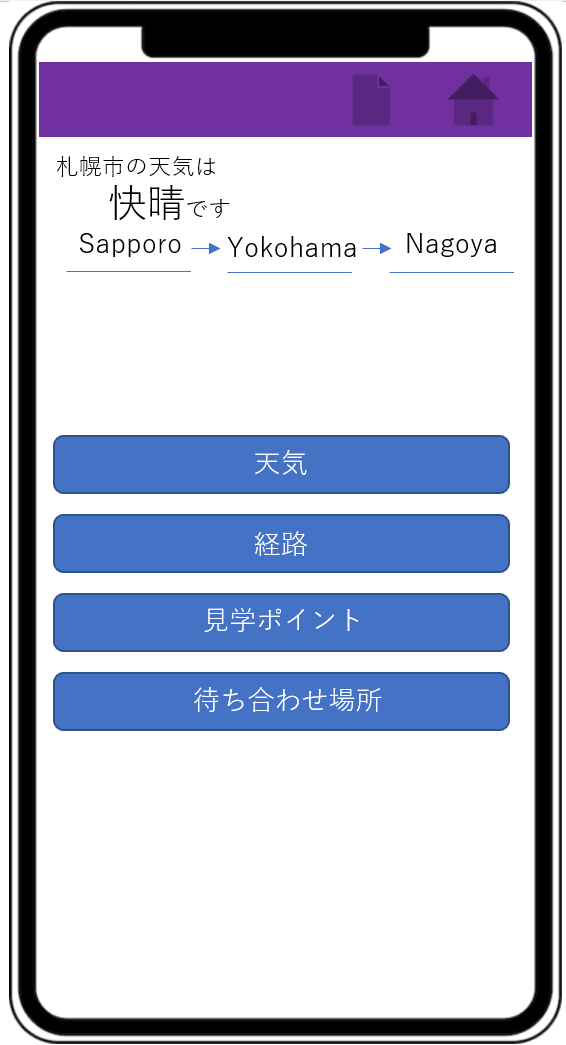 札幌市の天気は
快晴です
Sapporo Yokohama Nagoya
天気
経路
見学ポイント
待ち合わせ場所